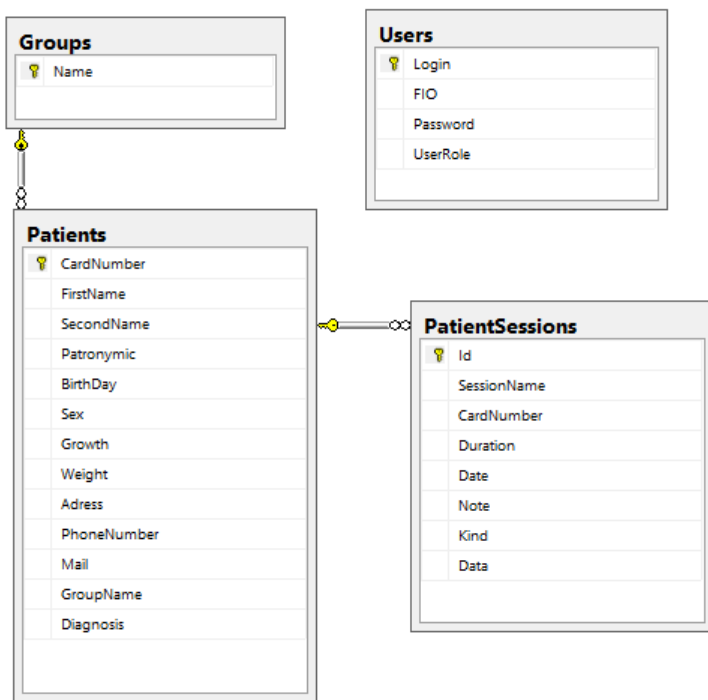 Groups
Name
Users
Login
FIO
Password
UserRole
Patients
CardNumber
FirstName
SecondName
Patronymic
BirthDay
Sex
Growth
Weight
Adress
PhoneNumber
Mail
GroupName
Diagnosis
PatientSessions
Id
SessionName
CardNumber
Duration
Date
Note
Kind
Data